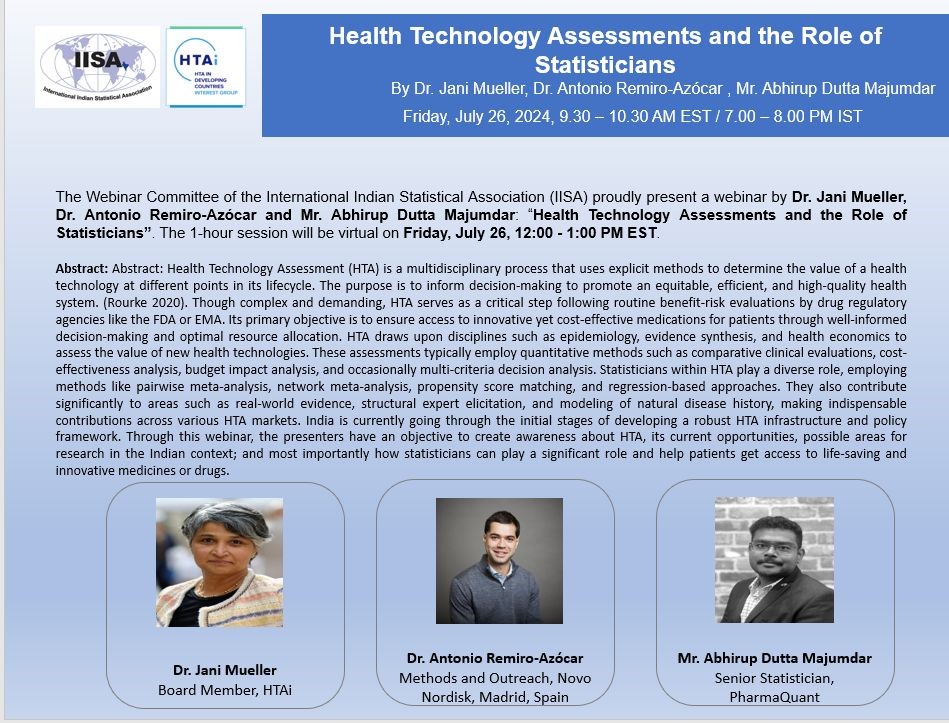 IISA
International Indian Statistical Association
HTAi
HTA IN
DEVELOPING
COUNTRIES
INTEREST GROUP
Health Technology Assessments and the Role of
Statisticians
By Dr. Jani Mueller, Dr. Antonio Remiro-Azócar , Mr. Abhirup Dutta Majumdar
Friday, July 26, 2024, 9.30 – 10.30 AM EST / 7.00 – 8.00 PM IST
The Webinar Committee of the International Indian Statistical Association (IISA) proudly present a webinar by Dr. Jani Mueller,
Dr. Antonio Remiro-Azócar and Mr. Abhirup Dutta Majumdar: “Health Technology Assessments and the Role of
Statisticians”. The 1-hour session will be virtual on Friday, July 26, 12:00 - 1:00 PM EST.
Abstract: Abstract: Health Technology Assessment (HTA) is a multidisciplinary process that uses explicit methods to determine the value of a health
technology at different points in its lifecycle. The purpose is to inform decision-making to promote an equitable, efficient, and high-quality health
system. (Rourke 2020). Though complex and demanding, HTA serves as a critical step following routine benefit-risk evaluations by drug regulatory
agencies like the FDA or EMA. Its primary objective is to ensure access to innovative yet cost-effective medications for patients through well-informed
decision-making and optimal resource allocation. HTA draws upon disciplines such as epidemiology, evidence synthesis, and health economics to
assess the value of new health technologies. These assessments typically employ quantitative methods such as comparative clinical evaluations, cost-
effectiveness analysis, budget impact analysis, and occasionally multi-criteria decision analysis. Statisticians within HTA play a diverse role, employing
methods like pairwise meta-analysis, network meta-analysis, propensity score matching, and regression-based approaches. They also contribute
significantly to areas such as real-world evidence, structural expert elicitation, and modeling of natural disease history, making indispensable
contributions across various HTA markets. India is currently going through the initial stages of developing a robust HTA infrastructure and policy
framework. Through this webinar, the presenters have an objective to create awareness about HTA, its current opportunities, possible areas for
research in the Indian context; and most importantly how statisticians can play a significant role and help patients get access to life-saving and
innovative medicines or drugs.
Dr. Jani Mueller
Board Member, HTAi
Dr. Antonio Remiro-Azócar
Methods and Outreach, Novo
Nordisk, Madrid, Spain
Mr. Abhirup Dutta Majumdar
Senior Statistician,
PharmaQuant